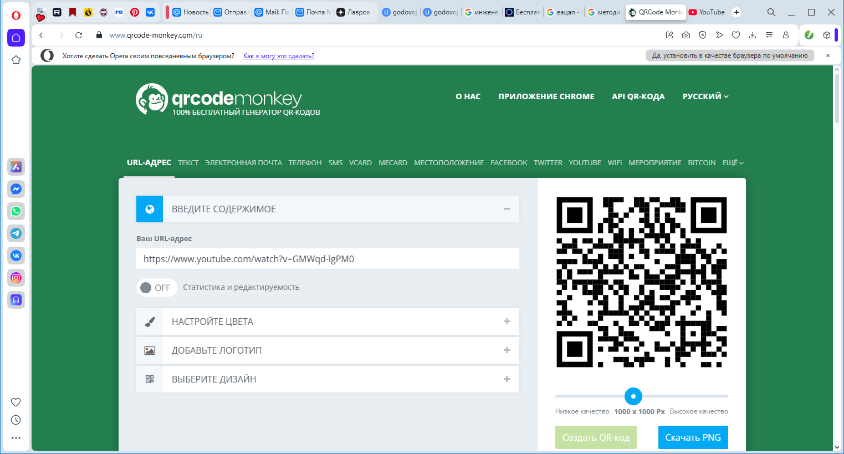 Новость
Отправл
Maik По
Почта М
Лавров
godovoj
godovoj
инжене
Бесплат
вацап -
методи
QRCode Monk
YouTube
www.qrcode-monkey.com/ru
Хотите сделать Opera своим повседневным браузером?
Как я могу это сделать?
Да, установить в качестве браузера по умолчанию
qrcodemonkey
100% БЕСПЛАТНЫЙ ГЕНЕРАТОР QR-КОДОВ
О НАС ПРИЛОЖЕНИЕ CHROME API QR-КОДА РУССКИЙ
URL-АДРЕС ТЕКСТ ЭЛЕКТРОННАЯ ПОЧТА ТЕЛЕФОН SMS VCARD MECARD МЕСТОПОЛОЖЕНИЕ FACEBOOK TWITTER YOUTUBE WIFI МЕРОПРИЯТИЕ BITCOIN ЕЩЁ
ВВЕДИТЕ СОДЕРЖИМОЕ
Ваш URL-адрес
https://www.youtube.com/watch?v=GMWqd-lgPM0
OFF Статистика и редактируемость
НАСТРОЙТЕ ЦВЕТА
ДОБАВЬТЕ ЛОГОТИП
ВЫБЕРИТЕ ДИЗАЙН
Низкое качество 1000 x 1000 Px Высокое качество
Создать QR-код
Скачать PNG